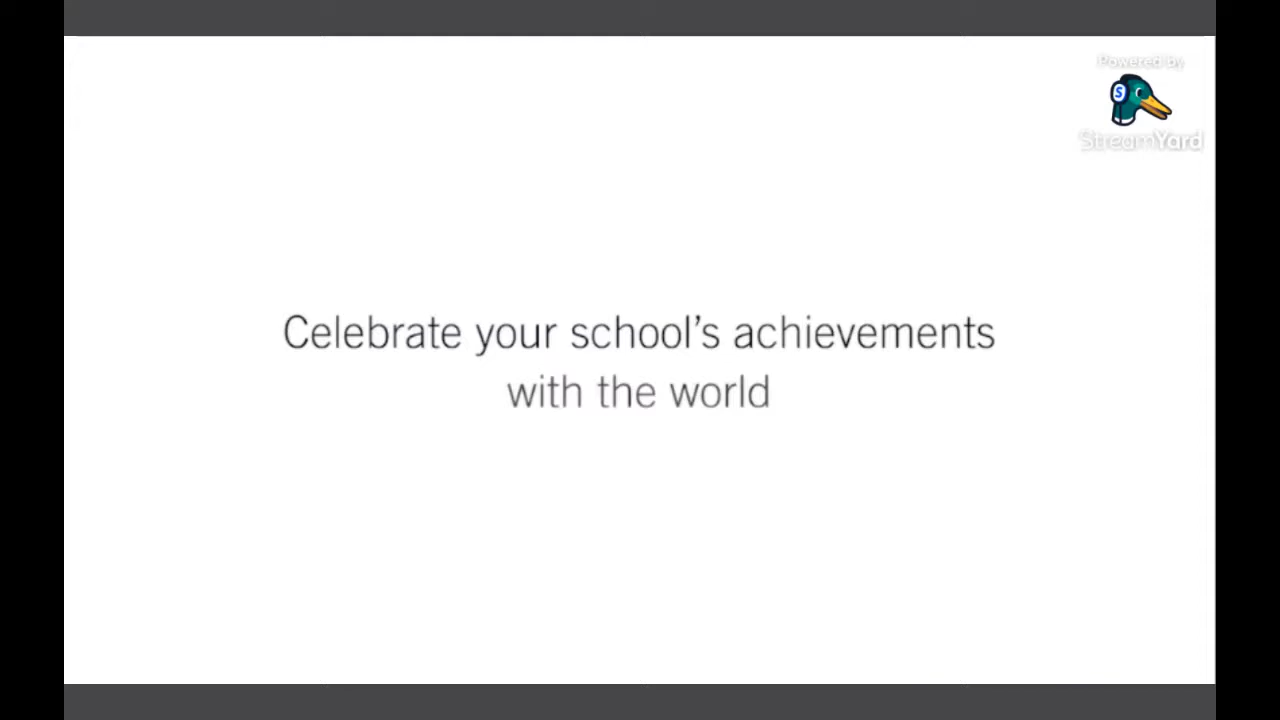 Powered by
S
StreamYard
Celebrate your school’s achievements
with the world